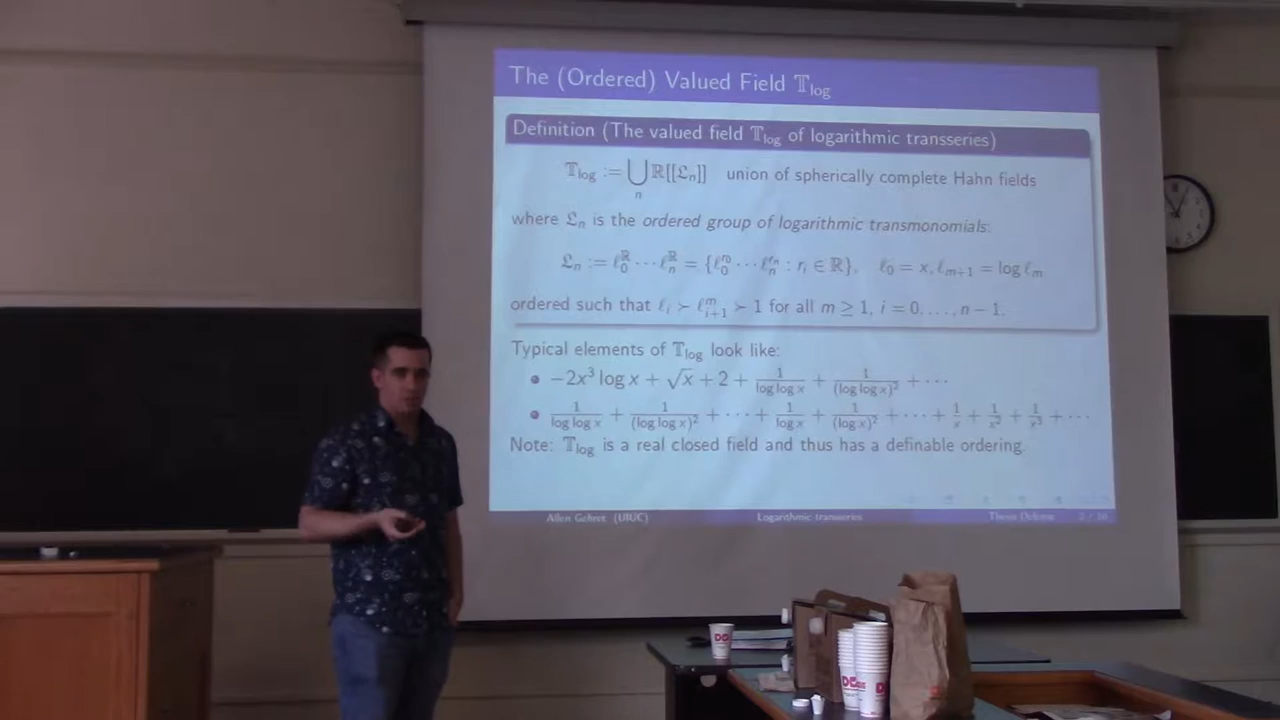 The (Ordered) Valued Field 𝕋_log
Definition (The valued field 𝕋_log of logarithmic transseries)
𝕋_log := ⋃_n ℝ[[𝔏_n]] union of spherically complete Hahn fields
where 𝔏_n is the ordered group of logarithmic transmonomials:
𝔏_n := ℓ_0^ℝ ⋯ ℓ_n^ℝ = {ℓ_0^{r_0} ⋯ ℓ_n^{r_n} : r_i ∈ ℝ}, ℓ_0 = x, ℓ_{m+1} = log ℓ_m
ordered such that ℓ_i ≻ ℓ_{i+1}^m ≻ 1 for all m ≥ 1, i = 0, …, n − 1.
Typical elements of 𝕋_log look like:
• −2x^3 log x + √x + 2 + 1/(log log x) + 1/(log log x)^2 + ⋯
• 1/(log log x) + 1/(log log x)^2 + ⋯ + 1/(log x) + 1/(log x)^2 + ⋯ + 1/x + 1/x^2 + 1/x^3 + ⋯
Note: 𝕋_log is a real closed field and thus has a definable ordering.
Allen Gehret (UIUC) Logarithmic transseries Thesis Defense